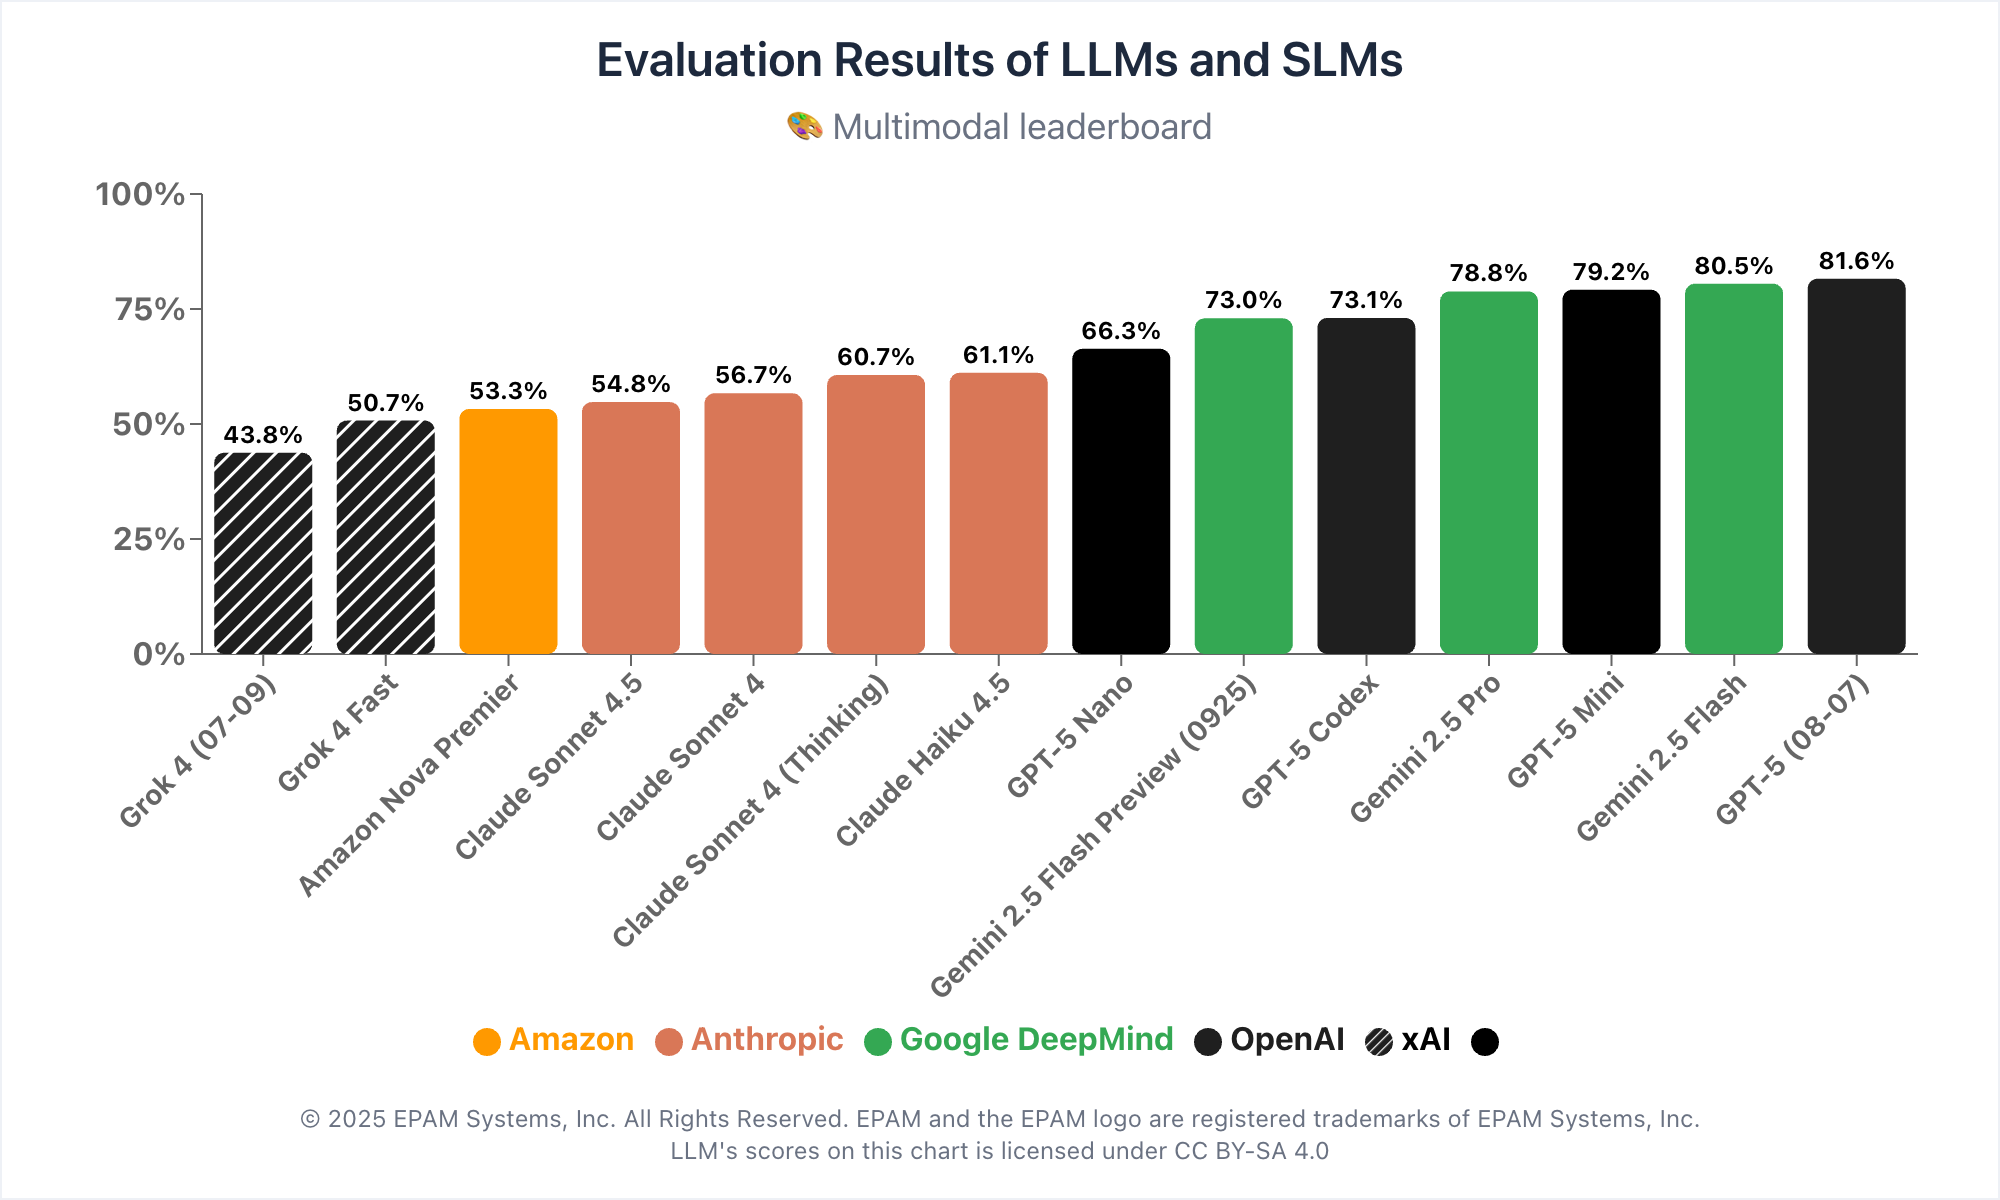 Evaluation Results of LLMs and SLMs
🎨 Multimodal leaderboard
100%
75%
50%
25%
0%
43.8%
50.7%
53.3%
54.8%
56.7%
60.7%
61.1%
66.3%
73.0%
73.1%
78.8%
79.2%
80.5%
81.6%
Grok 4 (07-09)
Grok 4 Fast
Amazon Nova Premier
Claude Sonnet 4.5
Claude Sonnet 4
Claude Sonnet 4 (Thinking)
Claude Haiku 4.5
GPT-5 Nano
Gemini 2.5 Flash Preview (0925)
GPT-5 Codex
Gemini 2.5 Pro
GPT-5 Mini
Gemini 2.5 Flash
GPT-5 (08-07)
Amazon Anthropic Google DeepMind OpenAI xAI
© 2025 EPAM Systems, Inc. All Rights Reserved. EPAM and the EPAM logo are registered trademarks of EPAM Systems, Inc.
LLM's scores on this chart is licensed under CC BY-SA 4.0